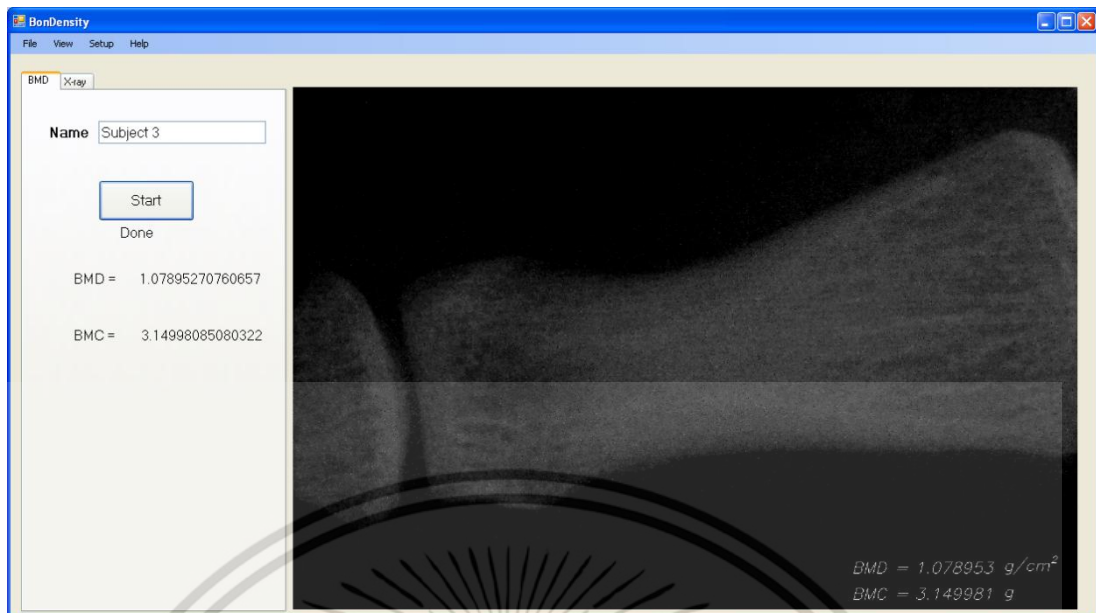 BonDensity
File View Setup Help
BMD X-ray
Name Subject 3
Start
Done
BMD = 1.07895270760657
BMC = 3.14998085080322
BMD = 1.078953 g/cm²
BMC = 3.149981 g